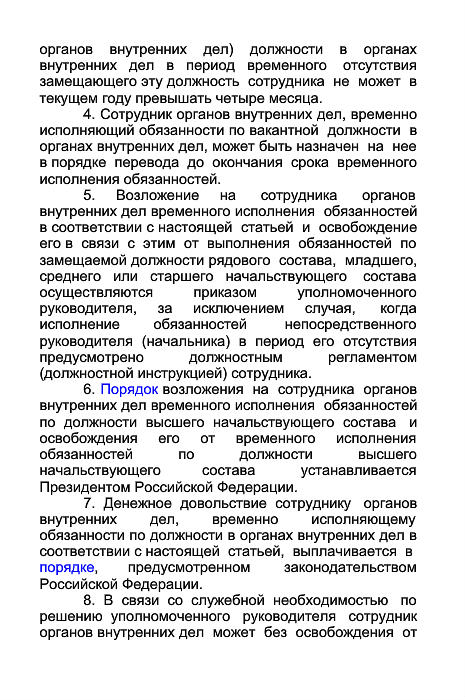 органов внутренних дел) должности в органах
внутренних дел в период временного отсутствия
замещающего эту должность сотрудника не может в
текущем году превышать четыре месяца.
4. Сотрудник органов внутренних дел, временно
исполняющий обязанности по вакантной должности в
органах внутренних дел, может быть назначен на нее
в порядке перевода до окончания срока временного
исполнения обязанностей.
5. Возложение на сотрудника органов
внутренних дел временного исполнения обязанностей
в соответствии с настоящей статьей и освобождение
его в связи с этим от выполнения обязанностей по
замещаемой должности рядового состава, младшего,
среднего или старшего начальствующего состава
осуществляются приказом уполномоченного
руководителя, за исключением случая, когда
исполнение обязанностей непосредственного
руководителя (начальника) в период его отсутствия
предусмотрено должностным регламентом
(должностной инструкцией) сотрудника.
6. Порядок возложения на сотрудника органов
внутренних дел временного исполнения обязанностей
по должности высшего начальствующего состава и
освобождения его от временного исполнения
обязанностей по должности высшего
начальствующего состава устанавливается
Президентом Российской Федерации.
7. Денежное довольствие сотруднику органов
внутренних дел, временно исполняющему
обязанности по должности в органах внутренних дел в
соответствии с настоящей статьей, выплачивается в
порядке, предусмотренном законодательством
Российской Федерации.
8. В связи со служебной необходимостью по
решению уполномоченного руководителя сотрудник
органов внутренних дел может без освобождения от